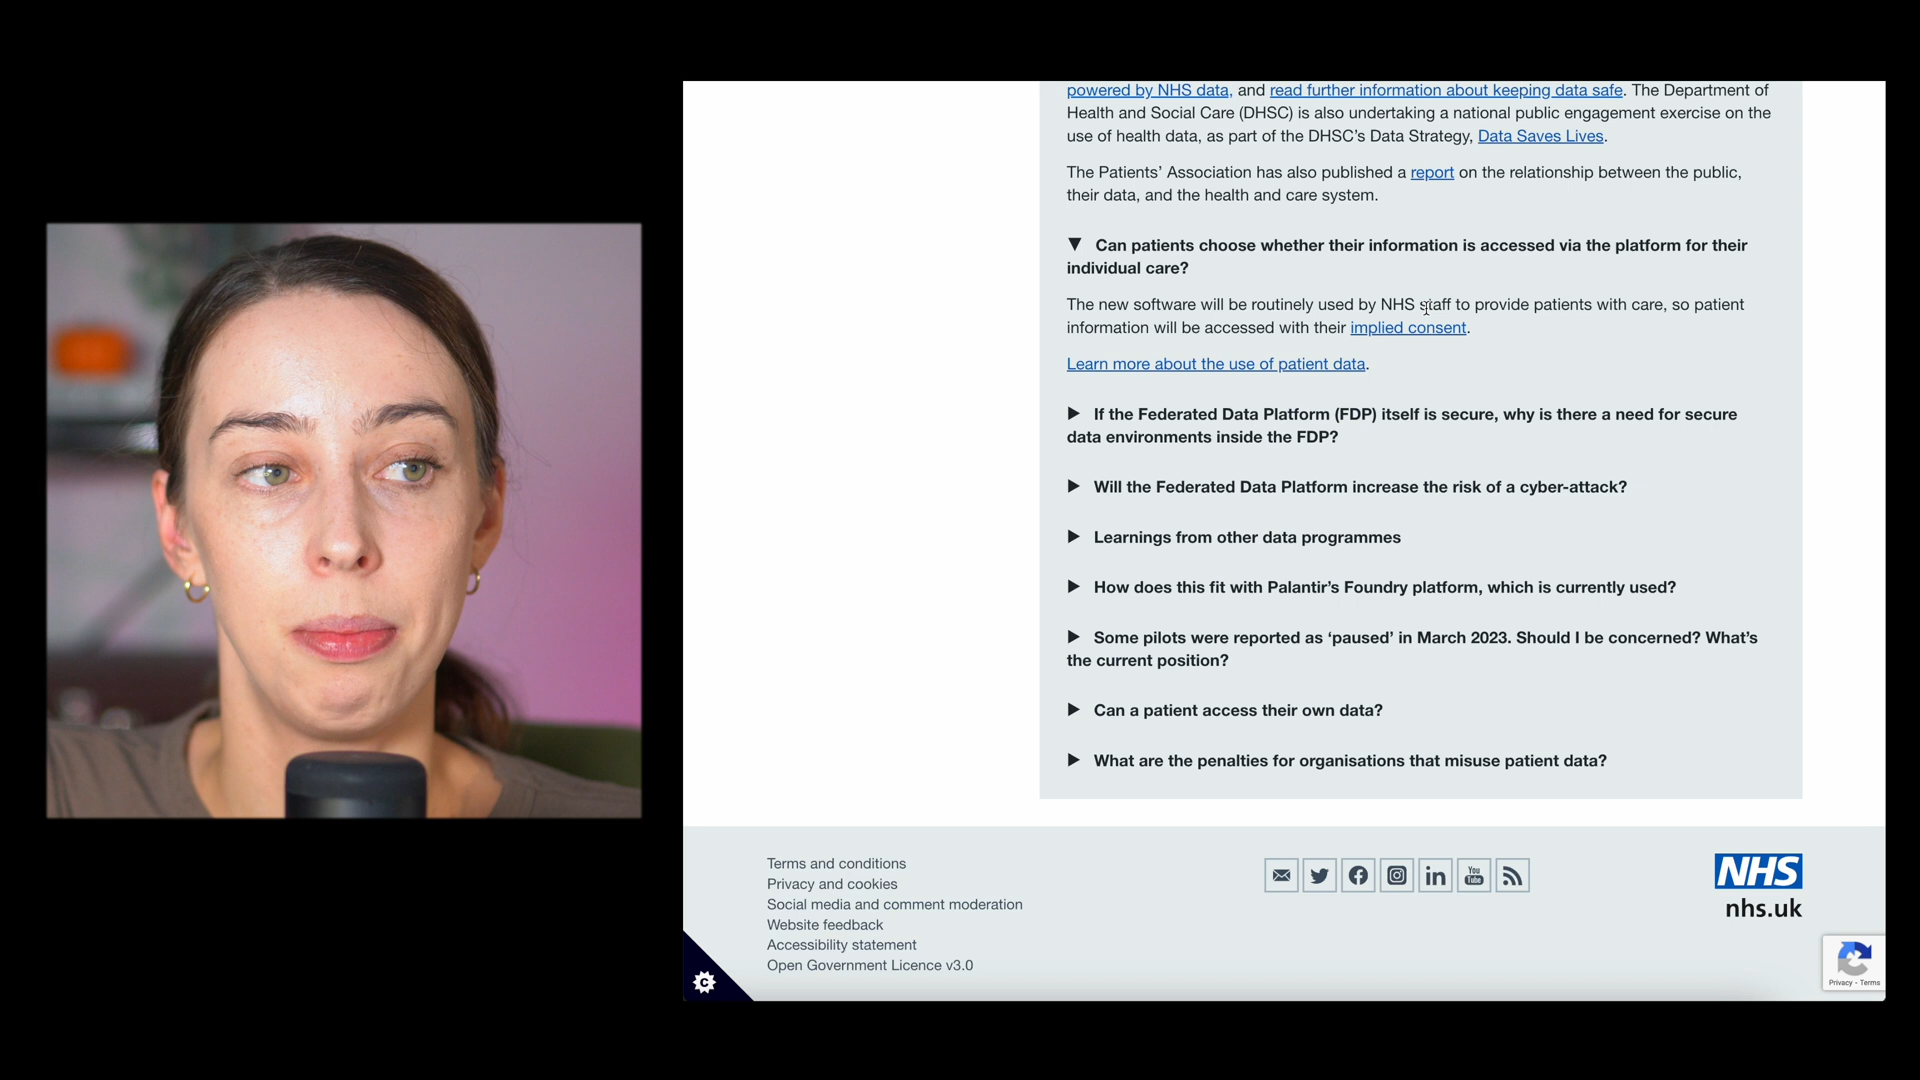 powered by NHS data, and read further information about keeping data safe. The Department of
Health and Social Care (DHSC) is also undertaking a national public engagement exercise on the
use of health data, as part of the DHSC’s Data Strategy, Data Saves Lives.
The Patients’ Association has also published a report on the relationship between the public,
their data, and the health and care system.
▼ Can patients choose whether their information is accessed via the platform for their
individual care?
The new software will be routinely used by NHS staff to provide patients with care, so patient
information will be accessed with their implied consent.
Learn more about the use of patient data.
► If the Federated Data Platform (FDP) itself is secure, why is there a need for secure
data environments inside the FDP?
► Will the Federated Data Platform increase the risk of a cyber-attack?
► Learnings from other data programmes
► How does this fit with Palantir’s Foundry platform, which is currently used?
► Some pilots were reported as ‘paused’ in March 2023. Should I be concerned? What’s
the current position?
► Can a patient access their own data?
► What are the penalties for organisations that misuse patient data?
Terms and conditions
Privacy and cookies
Social media and comment moderation
Website feedback
Accessibility statement
Open Government Licence v3.0
in
You
Tube
NHS
nhs.uk
C
Privacy - Terms